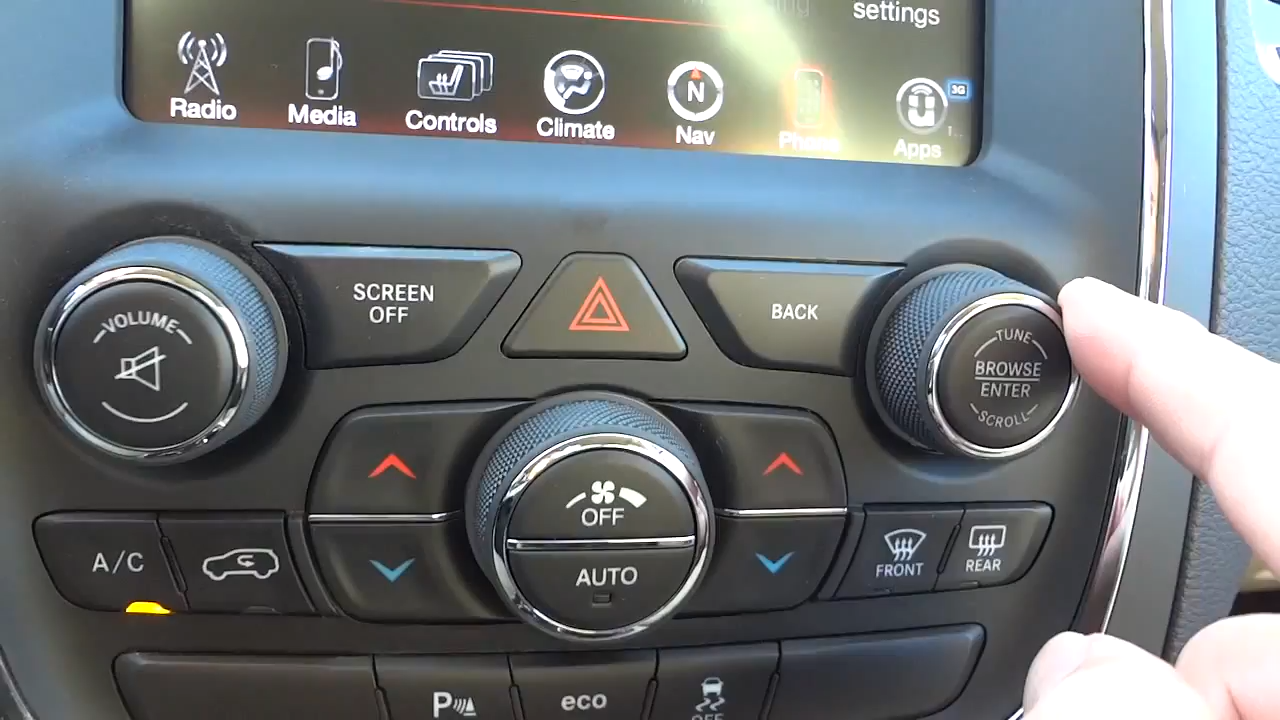 settings
Radio
Media
Controls
Climate
N
Nav
Phone
3G
Apps
SCREEN
OFF
BACK
VOLUME
TUNE
BROWSE
ENTER
SCROLL
OFF
AUTO
A/C
FRONT
REAR
P
eco
OFF